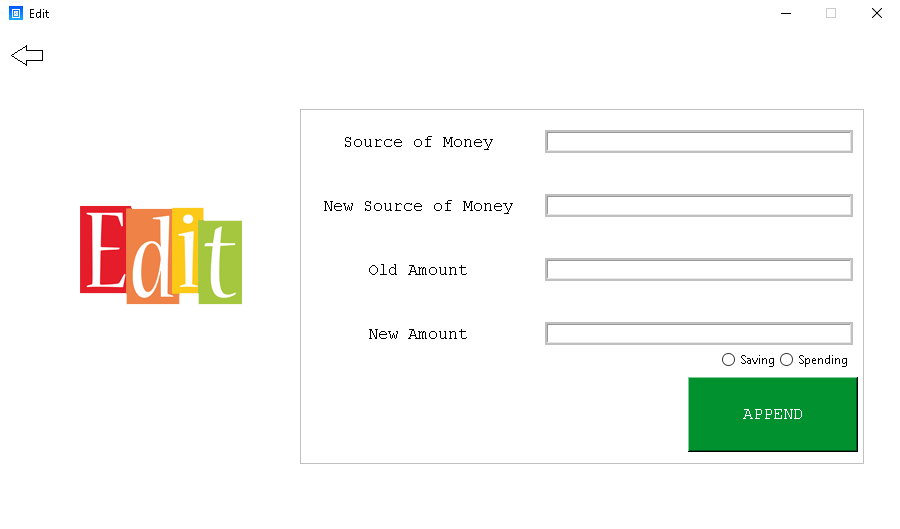 Edit
Source of Money
New Source of Money
Edit
Old Amount
New Amount
Saving Spending
APPEND